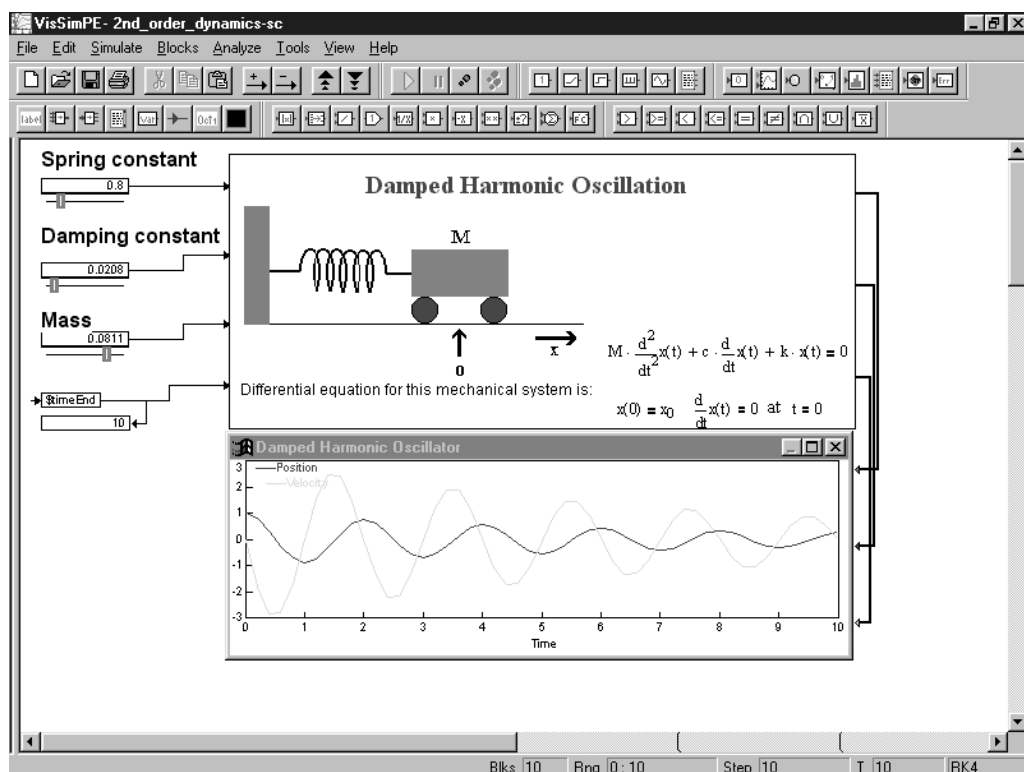 VisSimPE- 2nd_order_dynamics-sc
File Edit Simulate Blocks Analyze Tools View Help
label Var
Spring constant
0.8
Damping constant
0.0208
Mass
0.0811
$timeEnd
10
Damped Harmonic Oscillation
M
x
0
M · d²/dt² x(t) + c · d/dt x(t) + k · x(t) = 0
Differential equation for this mechanical system is:
x(0) = x₀ d/dt x(t) = 0 at t = 0
Damped Harmonic Oscillator
Position
Velocity
3
2
1
0
-1
-2
-3
0 1 2 3 4 5 6 7 8 9 10
Time
Blks 10 Rng 0:10 Step 10 T 10 RK4